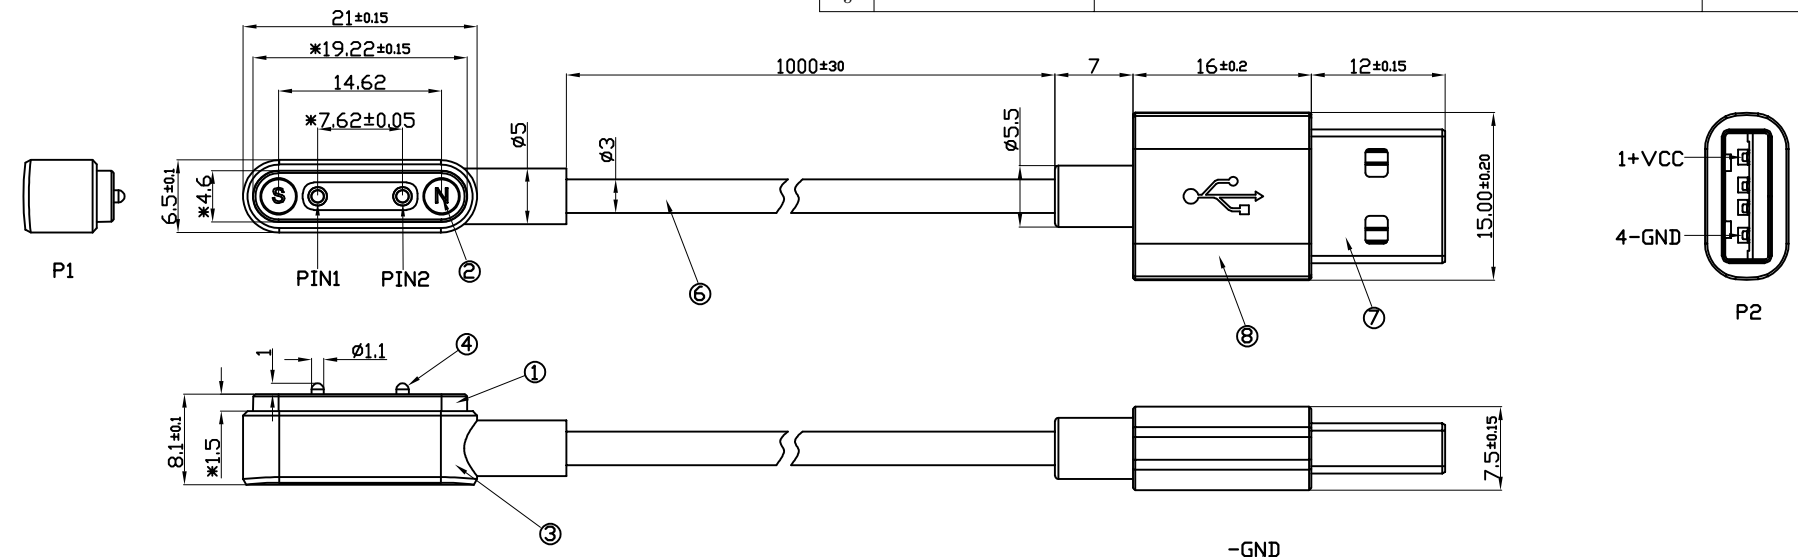 21±0.15
*19.22±0.15
14.62
*7.62±0.05
1000±30
7
16±0.2
12±0.15
ø5
ø3
ø5.5
6.5±0.1
*4.6
15.00±0.20
S
N
1+VCC
4-GND
P1
PIN1
PIN2
②
⑥
⑦
⑧
P2
1
ø1.1
④
①
8.1±0.1
*1.5
7.5±0.15
③
-GND